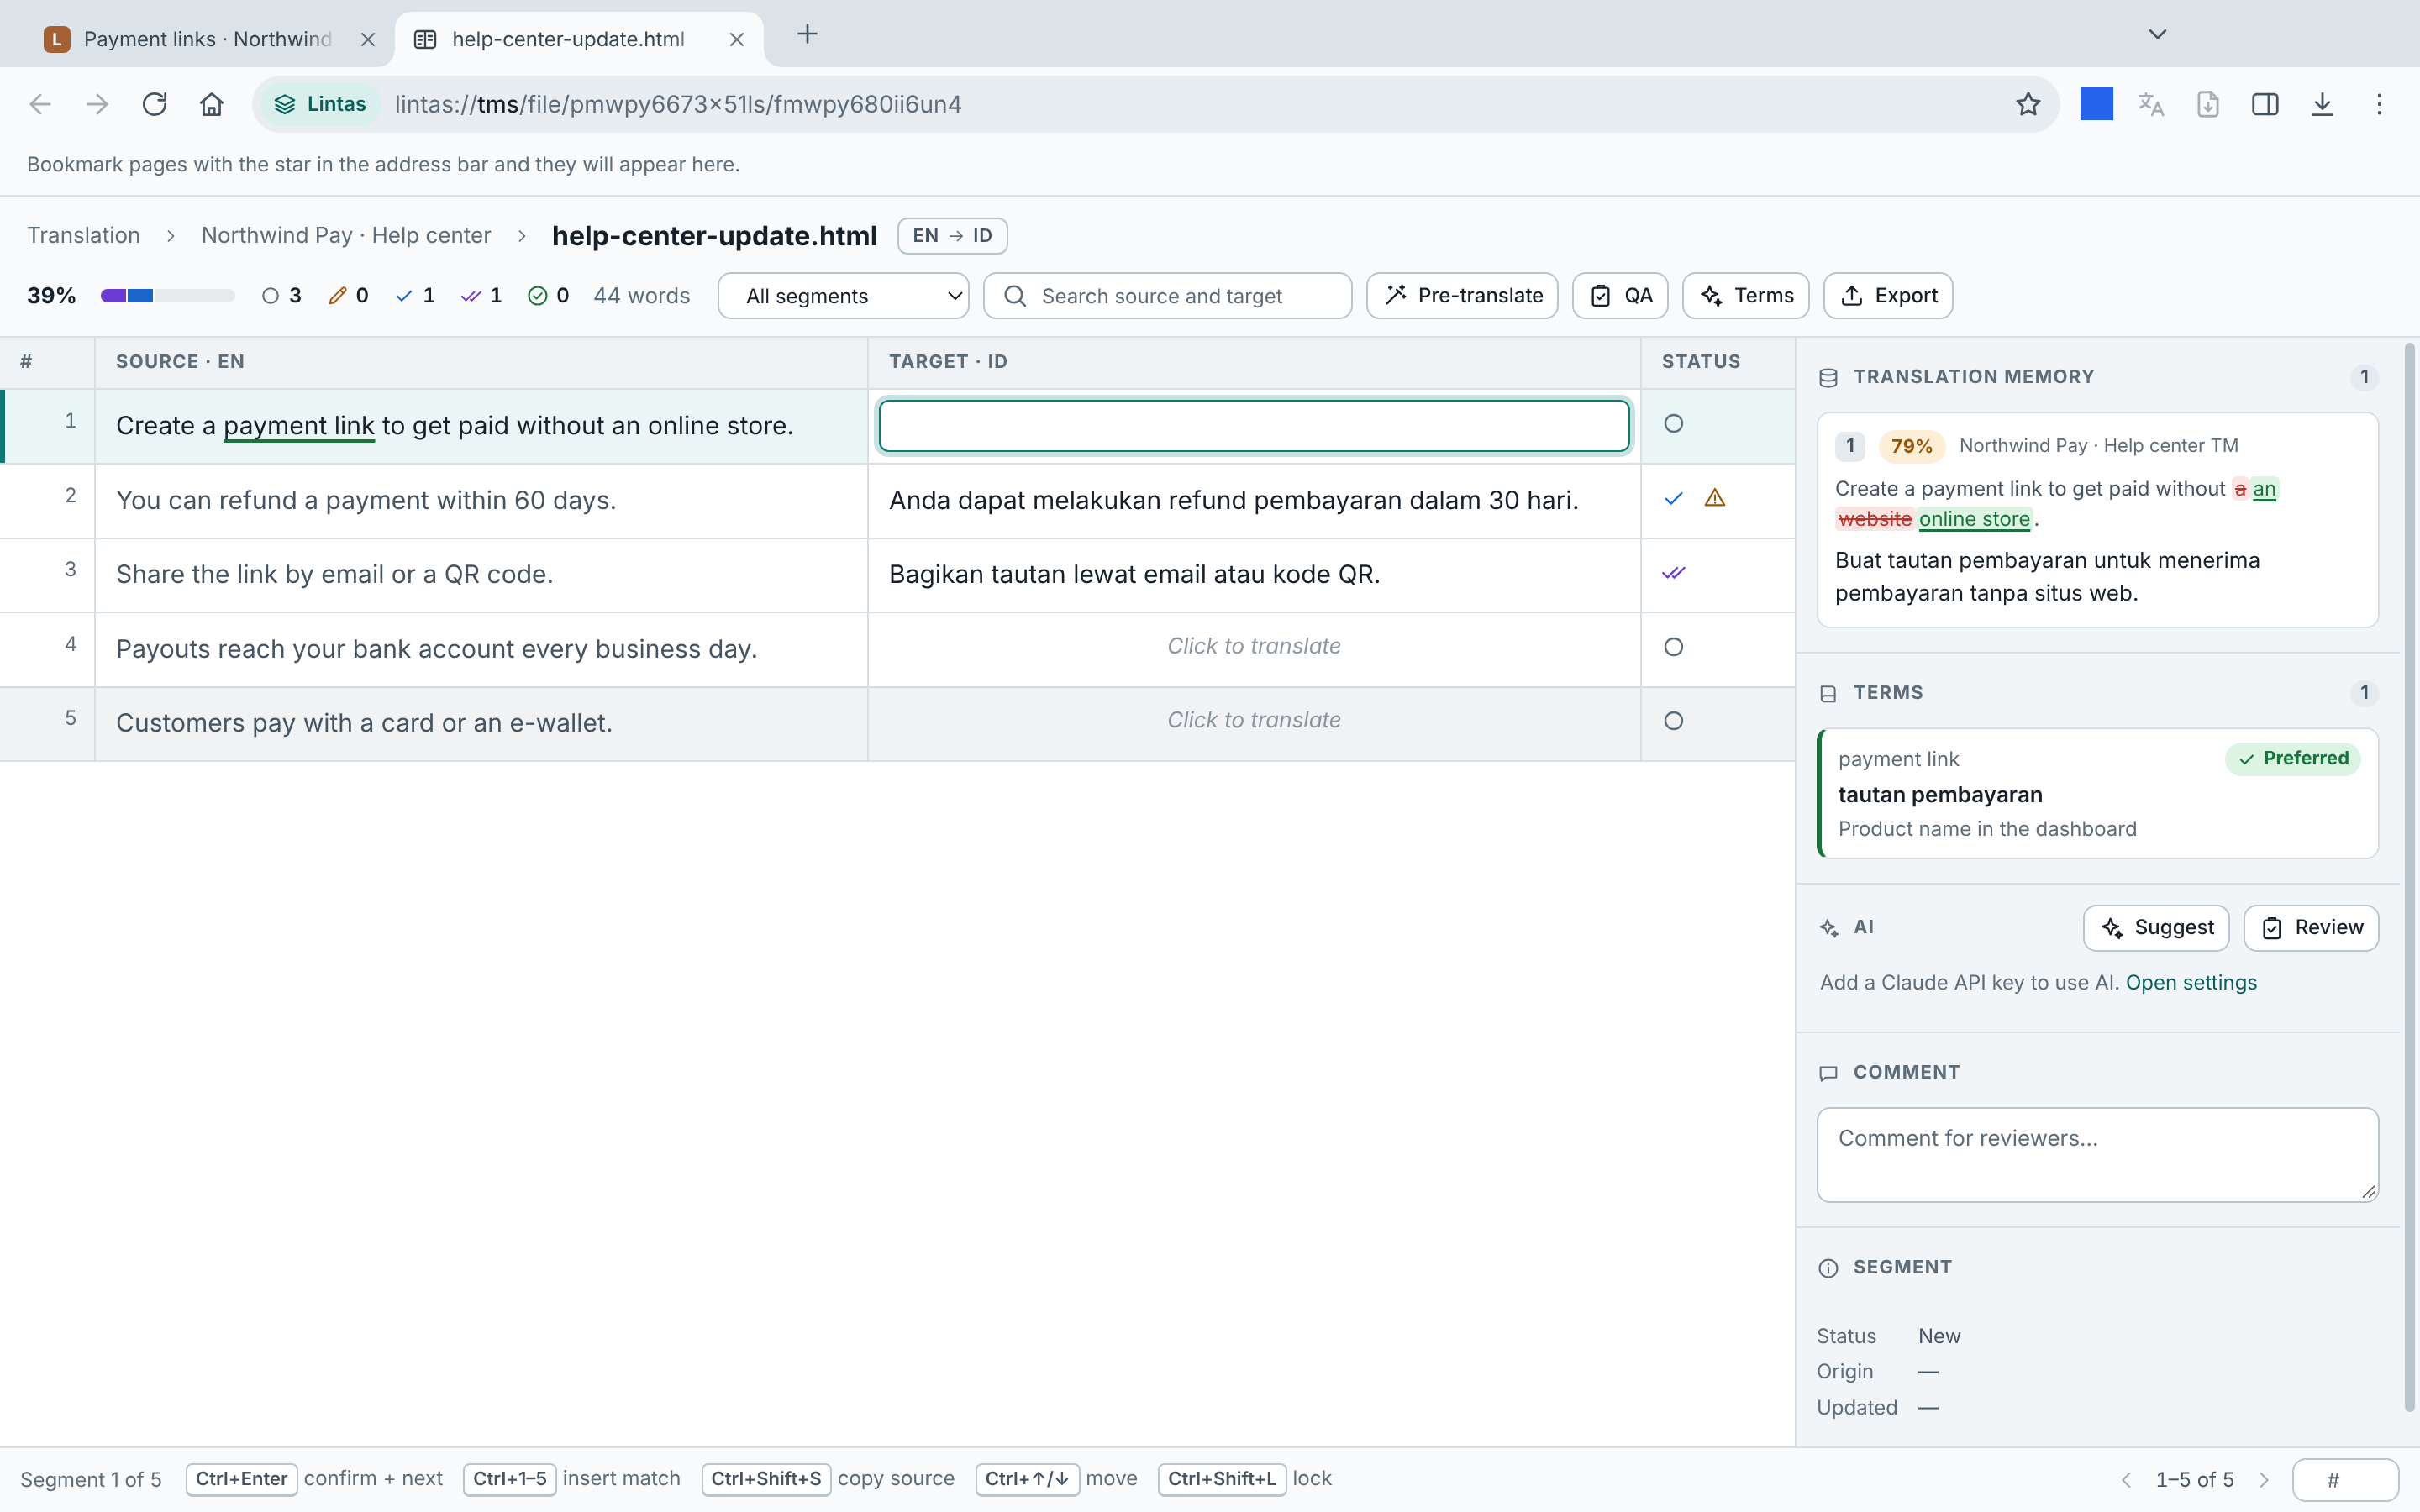 L Payment links · Northwind
help-center-update.html
Lintas
lintas://tms/file/pmwpy6673×51ls/fmwpy680ii6un4
Bookmark pages with the star in the address bar and they will appear here.
Translation > Northwind Pay · Help center > help-center-update.html EN → ID
39% 3 0 1 1 0 44 words All segments Search source and target Pre-translate QA Terms Export
# SOURCE · EN TARGET · ID STATUS
1 Create a payment link to get paid without an online store.
2 You can refund a payment within 60 days. Anda dapat melakukan refund pembayaran dalam 30 hari.
3 Share the link by email or a QR code. Bagikan tautan lewat email atau kode QR.
4 Payouts reach your bank account every business day. Click to translate
5 Customers pay with a card or an e-wallet. Click to translate
TRANSLATION MEMORY 1
1 79% Northwind Pay · Help center TM
Create a payment link to get paid without a an
website online store.
Buat tautan pembayaran untuk menerima
pembayaran tanpa situs web.
TERMS 1
payment link Preferred
tautan pembayaran
Product name in the dashboard
AI Suggest Review
Add a Claude API key to use AI. Open settings
COMMENT
Comment for reviewers...
SEGMENT
Status New
Origin —
Updated —
Segment 1 of 5 Ctrl+Enter confirm + next Ctrl+1–5 insert match Ctrl+Shift+S copy source Ctrl+↑/↓ move Ctrl+Shift+L lock 1–5 of 5 #